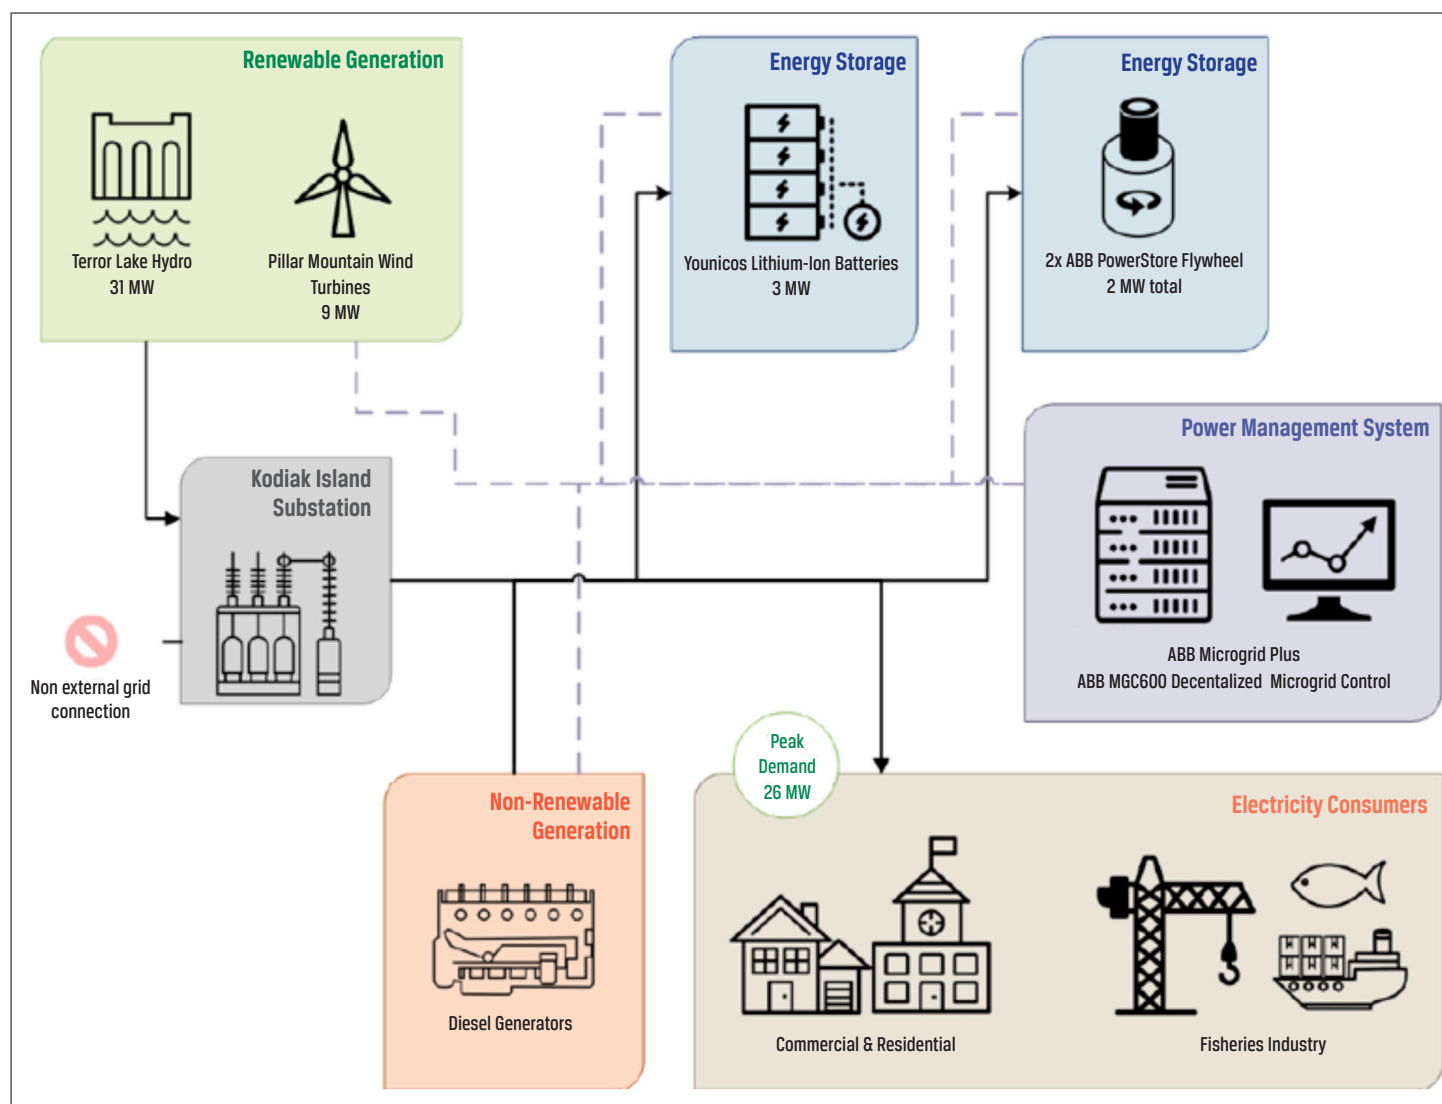 Renewable Generation
Terror Lake Hydro
31 MW
Pillar Mountain Wind
Turbines
9 MW
Energy Storage
Younicos Lithium-Ion Batteries
3 MW
Energy Storage
2x ABB PowerStore Flywheel
2 MW total
Kodiak Island
Substation
Non external grid
connection
Power Management System
ABB Microgrid Plus
ABB MGC600 Decentalized Microgrid Control
Non-Renewable
Generation
Diesel Generators
Peak
Demand
26 MW
Electricity Consumers
Commercial & Residential
Fisheries Industry